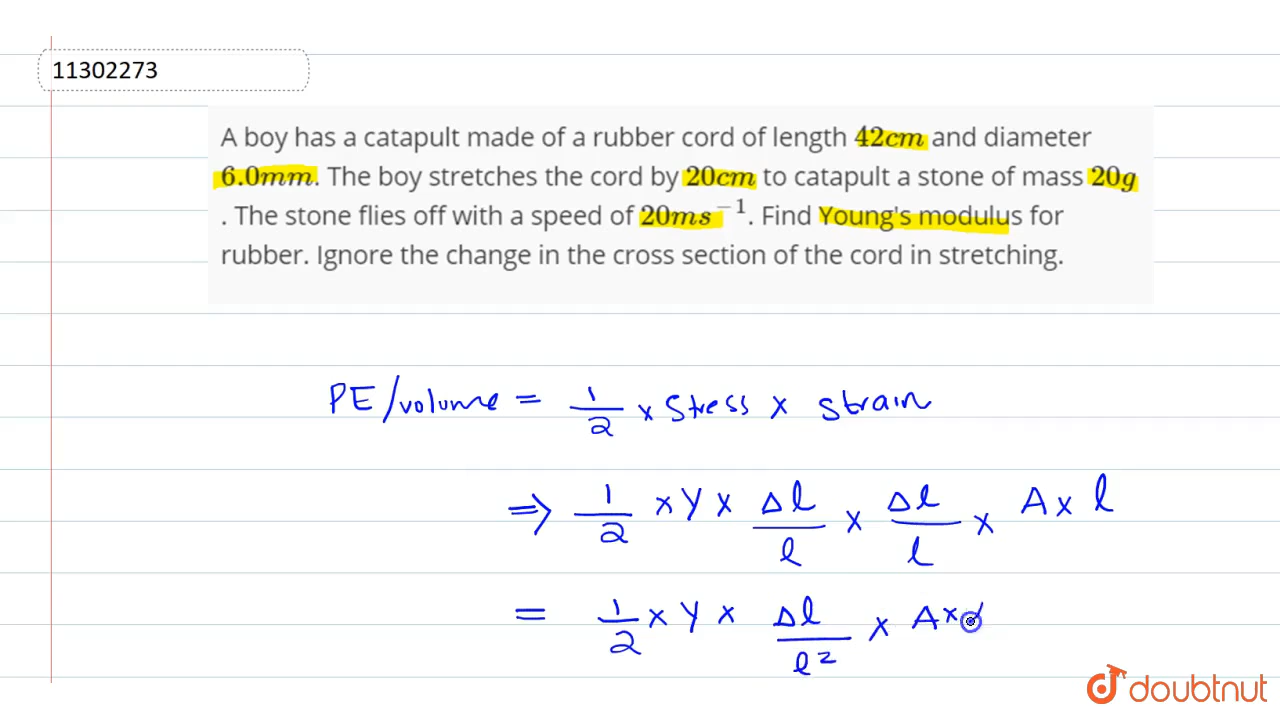 11302273
A boy has a catapult made of a rubber cord of length 42cm and diameter
6.0mm. The boy stretches the cord by 20cm to catapult a stone of mass 20g
. The stone flies off with a speed of 20ms⁻¹. Find Young's modulus for
rubber. Ignore the change in the cross section of the cord in stretching.
PE/volume = 1/2 × Stress × Strain
⇒ 1/2 × Y × Δl/l × Δl/l × A × l
= 1/2 × Y × Δl/l² × A ×
doubtnut